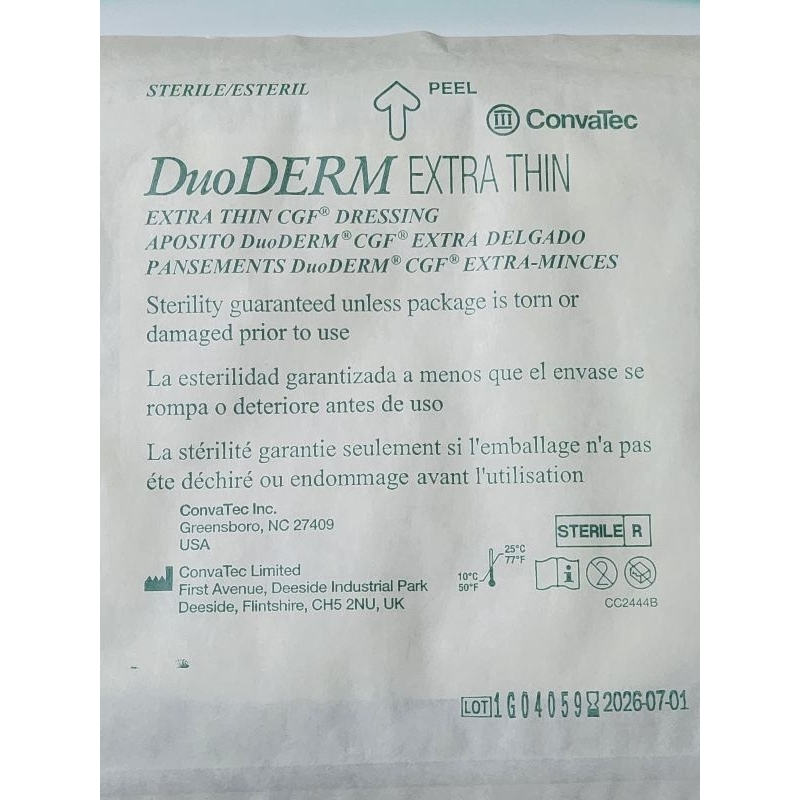 STERILE/ESTERIL
PEEL
ConvaTec
DuoDERM EXTRA THIN
EXTRA THIN CGF® DRESSING
APOSITO DuoDERM® CGF® EXTRA DELGADO
PANSEMENTS DuoDERM® CGF® EXTRA-MINCES
Sterility guaranteed unless package is torn or
damaged prior to use
La esterilidad garantizada a menos que el envase se
rompa o deteriore antes de uso
La stérilité garantie seulement si l'emballage n'a pas
éte déchiré ou endommage avant l'utilisation
ConvaTec Inc.
Greensboro, NC 27409
USA
ConvaTec Limited
First Avenue, Deeside Industrial Park
Deeside, Flintshire, CH5 2NU, UK
STERILE R
25°C
77°F
10°C
50°F
i
2
CC2444B
LOT 1G04059 2026-07-01